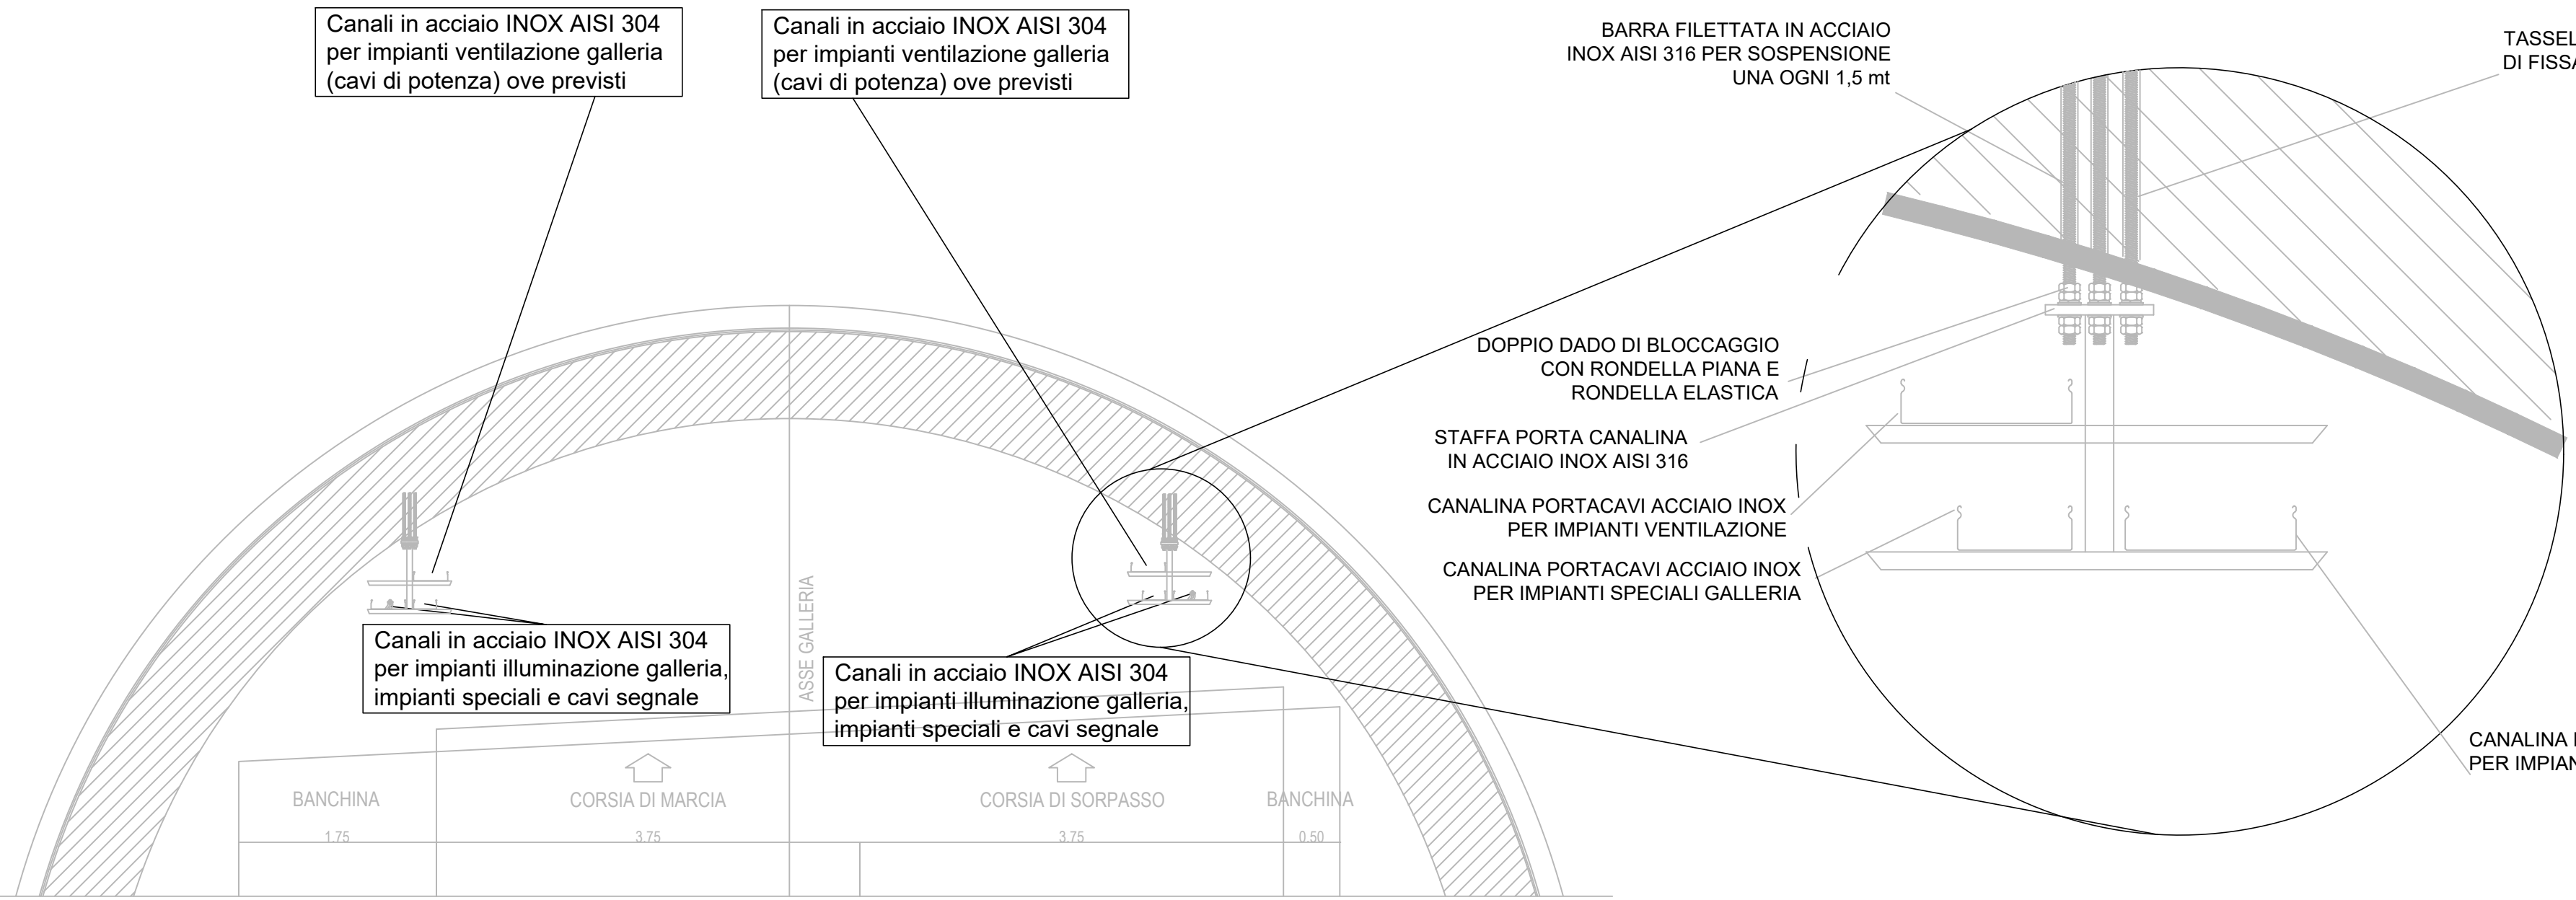 Canali in acciaio INOX AISI 304
per impianti ventilazione galleria
(cavi di potenza) ove previsti
Canali in acciaio INOX AISI 304
per impianti ventilazione galleria
(cavi di potenza) ove previsti
BARRA FILETTATA IN ACCIAIO
INOX AISI 316 PER SOSPENSIONE
UNA OGNI 1,5 mt
TASSEL
DI FISSA
DOPPIO DADO DI BLOCCAGGIO
CON RONDELLA PIANA E
RONDELLA ELASTICA
STAFFA PORTA CANALINA
IN ACCIAIO INOX AISI 316
CANALINA PORTACAVI ACCIAIO INOX
PER IMPIANTI VENTILAZIONE
CANALINA PORTACAVI ACCIAIO INOX
PER IMPIANTI SPECIALI GALLERIA
ASSE GALLERIA
Canali in acciaio INOX AISI 304
per impianti illuminazione galleria,
impianti speciali e cavi segnale
Canali in acciaio INOX AISI 304
per impianti illuminazione galleria,
impianti speciali e cavi segnale
CANALINA
PER IMPIAN
BANCHINA
CORSIA DI MARCIA
CORSIA DI SORPASSO
BANCHINA
1.75
3.75
3.75
0.50